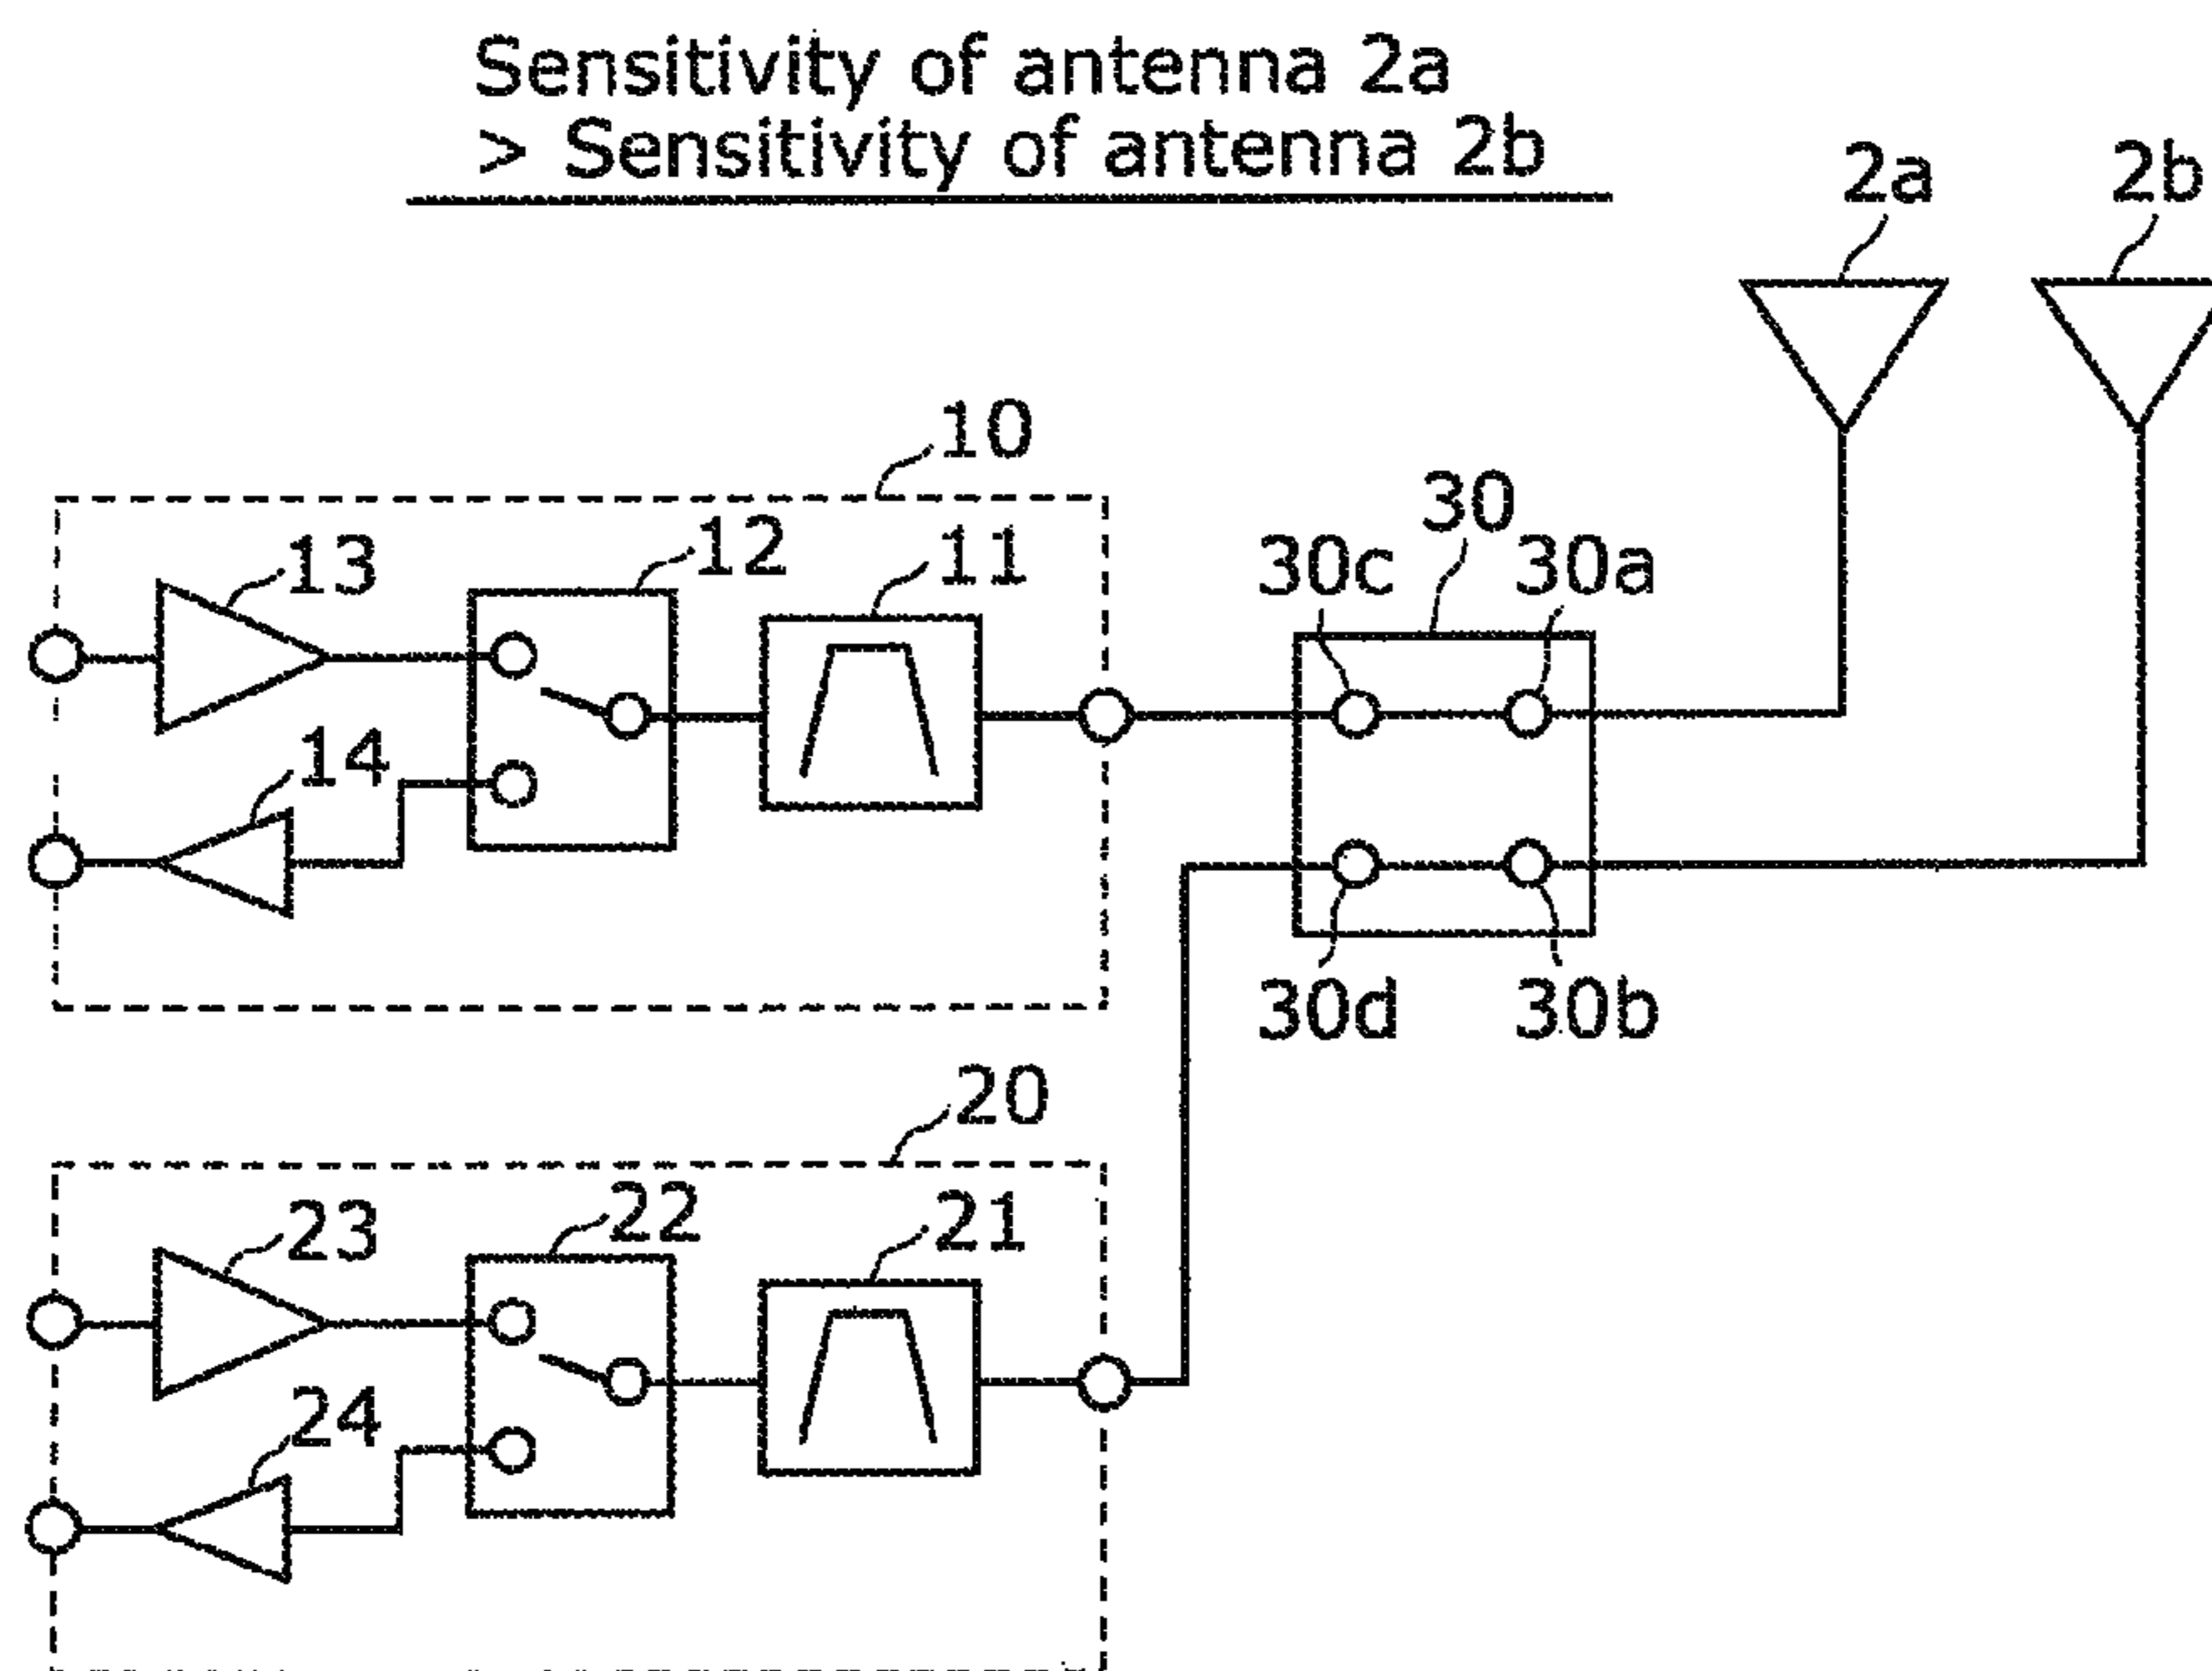 Sensitivity of antenna 2a
> Sensitivity of antenna 2b
2a 2b
10
30
13 12 11 30c 30a
14
30d 30b
20
23 22 21
24